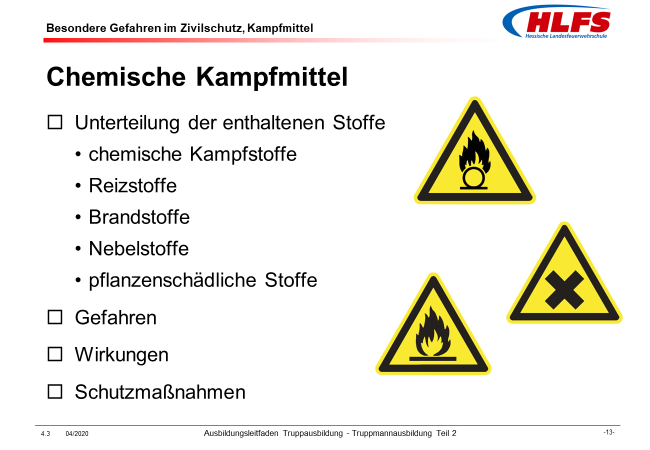 Besondere Gefahren im Zivilschutz, Kampfmittel
HLFS
Hessische Landesfeuerwehrschule
Chemische Kampfmittel
Unterteilung der enthaltenen Stoffe
• chemische Kampfstoffe
• Reizstoffe
• Brandstoffe
• Nebelstoffe
• pflanzenschädliche Stoffe
Gefahren
Wirkungen
Schutzmaßnahmen
4.3 04/2020 Ausbildungsleitfaden Truppausbildung - Truppmannausbildung Teil 2 -13-